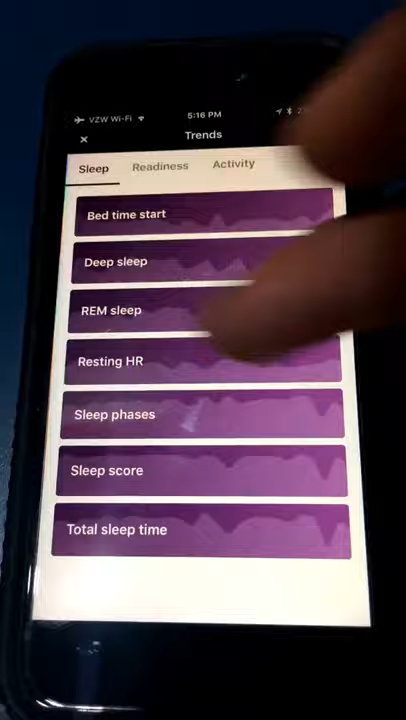 VZW Wi-Fi
5:16 PM
Trends
Sleep
Readiness
Activity
Bed time start
Deep sleep
REM sleep
Resting HR
Sleep phases
Sleep score
Total sleep time